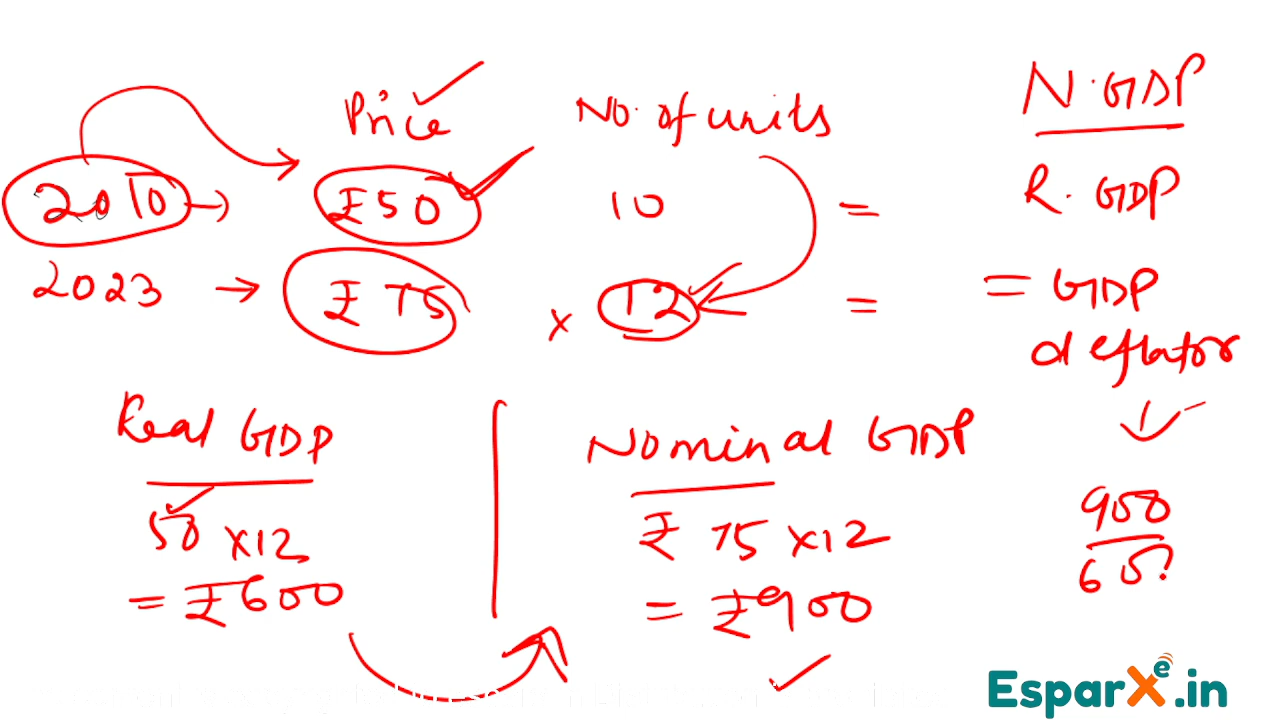 Price No. of units
2010 → ₹50 10 =
2023 → ₹75 x 12 =
N. GDP
R. GDP
= GDP
deflator
900
Real GDP
50 x 12
= ₹600
Nominal GDP
₹ 75 x 12
= ₹900
EsparXe.in